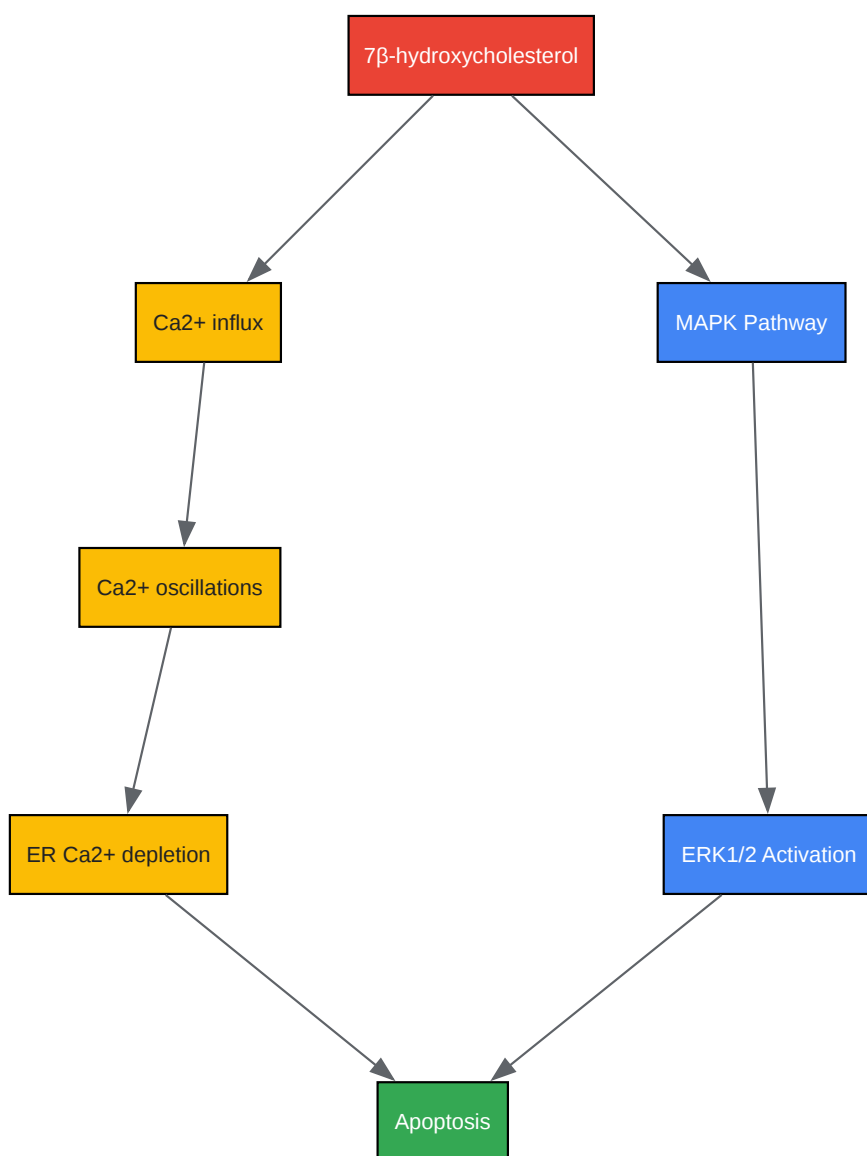 7β-hydroxycholesterol
Ca2+ influx
MAPK Pathway
Ca2+ oscillations
ER Ca2+ depletion
ERK1/2 Activation
Apoptosis